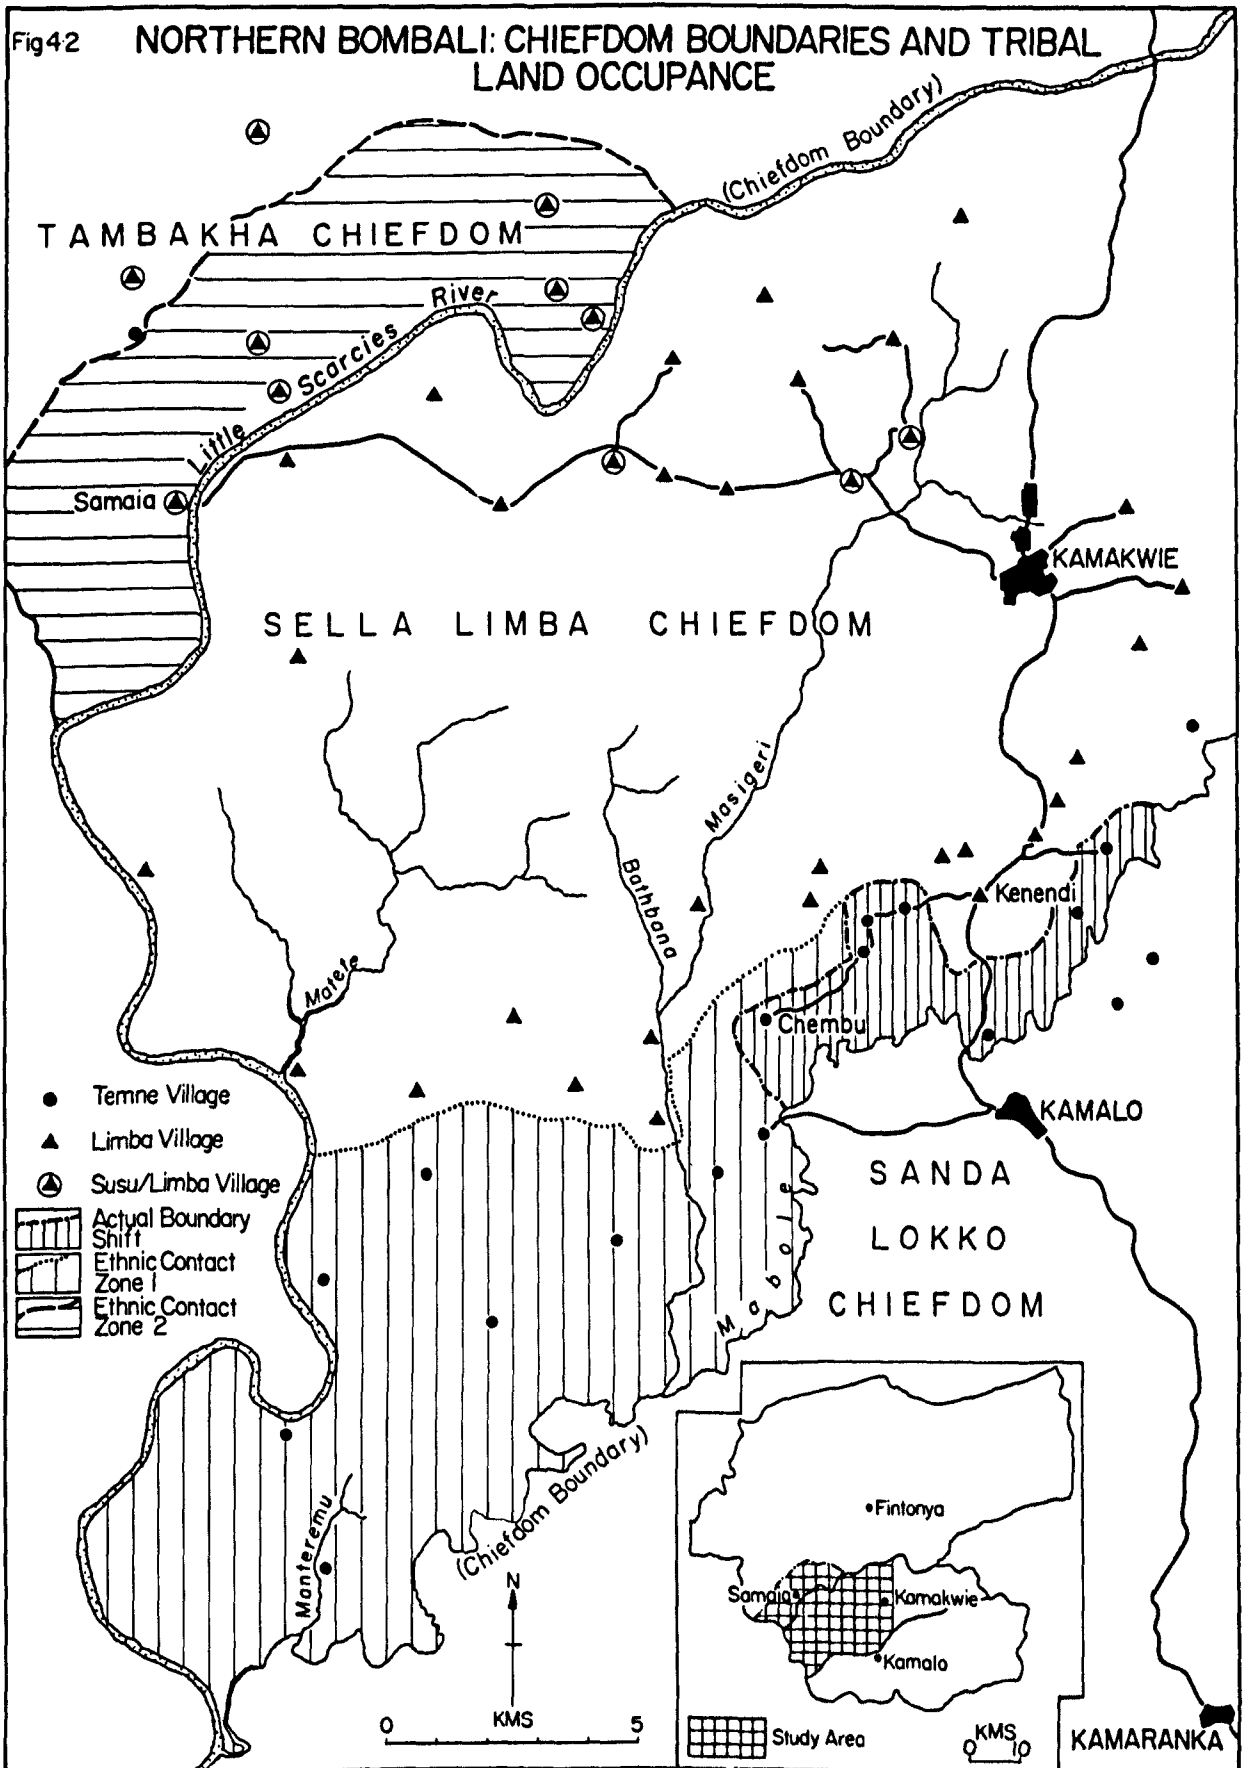 Fig 4·2
NORTHERN BOMBALI: CHIEFDOM BOUNDARIES AND TRIBAL
LAND OCCUPANCE
(Chiefdom Boundary)
TAMBAKHA CHIEFDOM
Little Scarcies River
Samaia
KAMAKWIE
SELLA LIMBA CHIEFDOM
Masigeri
Bathbana
Kenendi
Matete
Chembu
Temne Village
Limba Village
Susu/Limba Village
Actual Boundary
Shift
Ethnic Contact
Zone 1
Ethnic Contact
Zone 2
KAMALO
SANDA
LOKKO
CHIEFDOM
Mabole
(Chiefdom Boundary)
Manteremu
N
0 KMS 5
Fintonya
Samaia
Kamakwie
Kamalo
Study Area
KMS
0 10
KAMARANKA